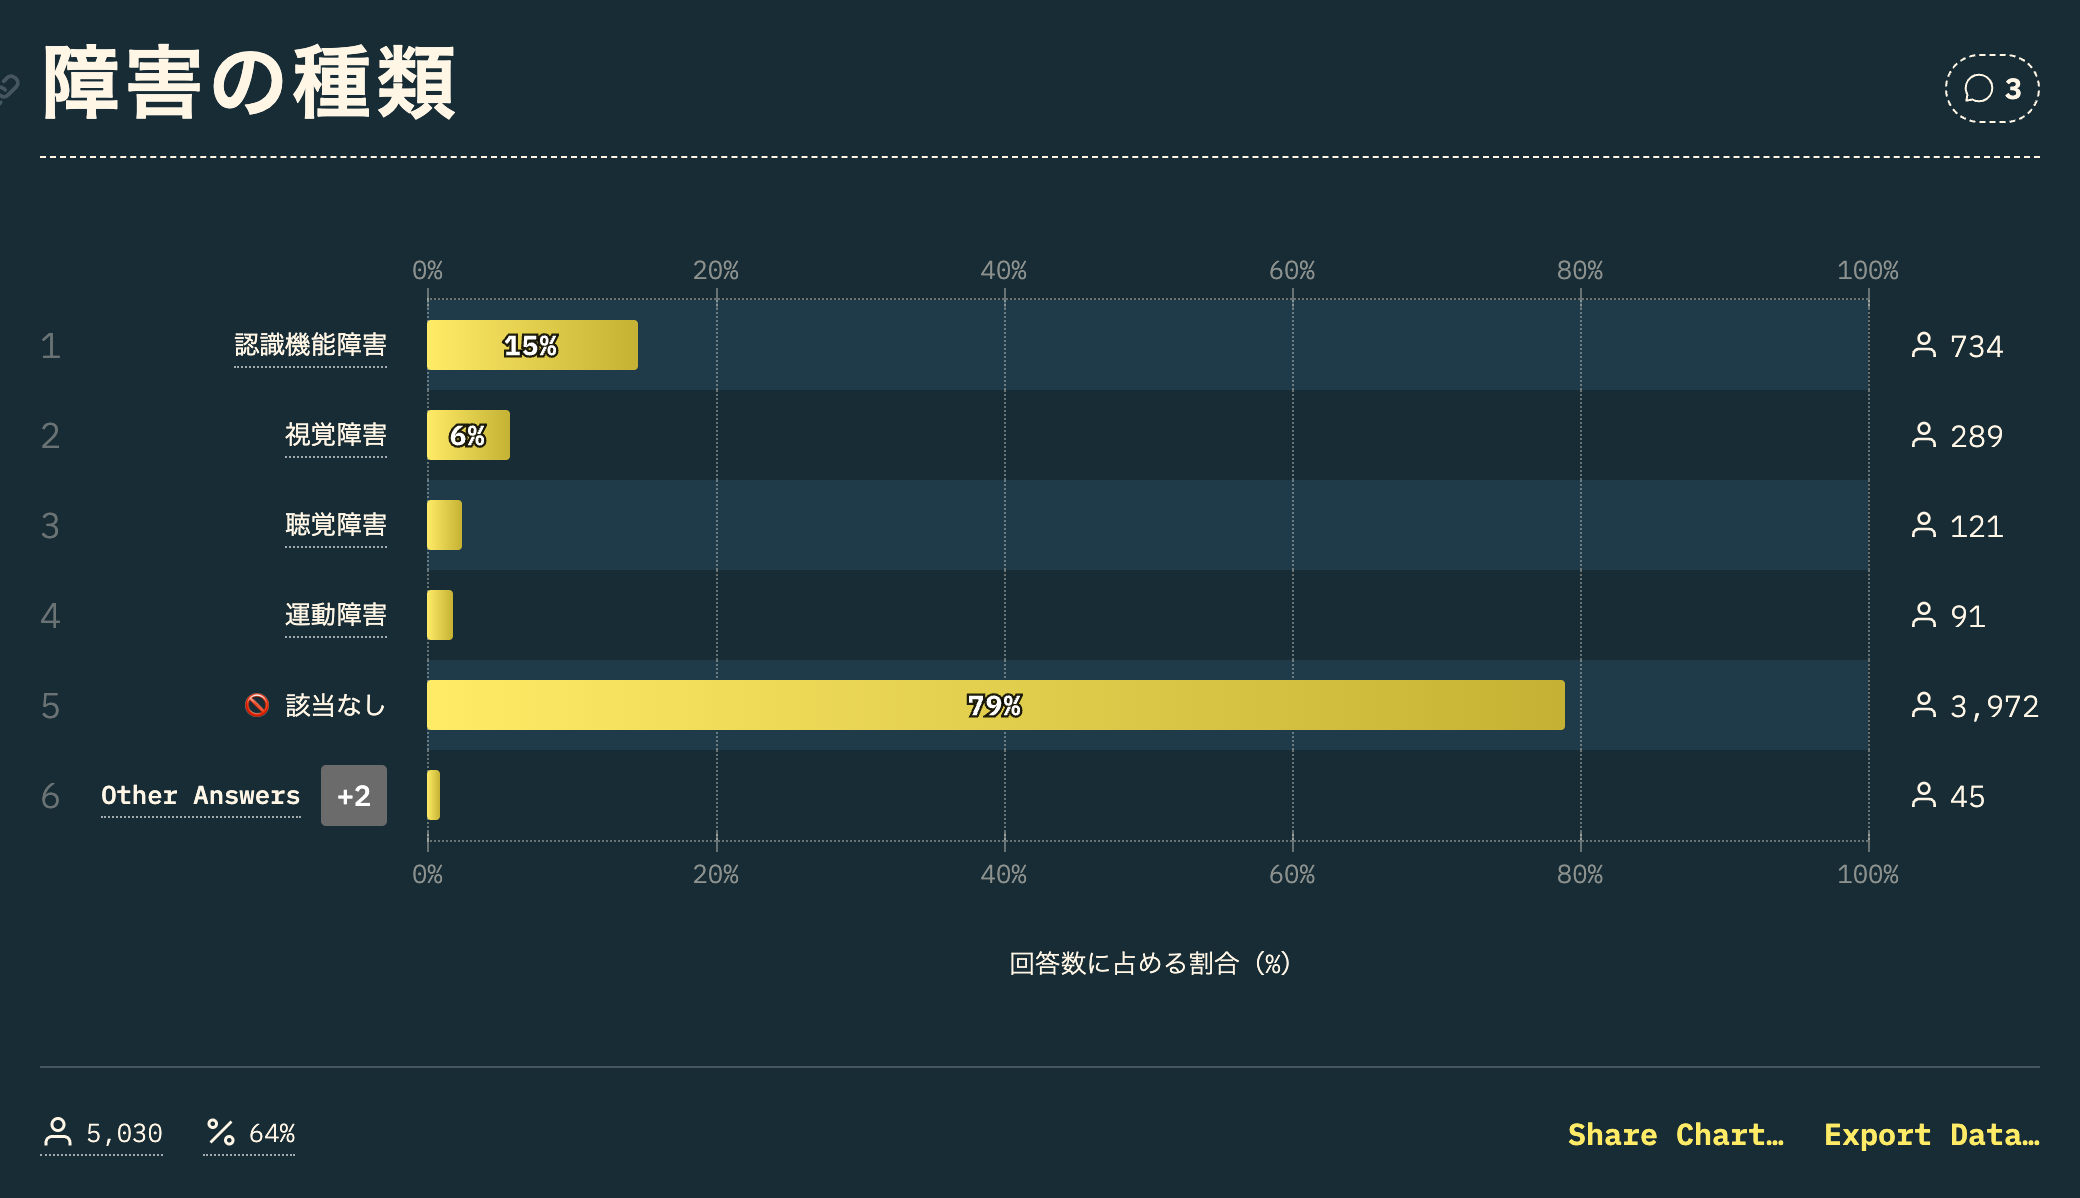 障害の種類
3
0% 20% 40% 60% 80% 100%
1 認識機能障害 15% 734
2 視覚障害 6% 289
3 聴覚障害 121
4 運動障害 91
5 🚫 該当なし 79% 3,972
6 Other Answers +2 45
0% 20% 40% 60% 80% 100%
回答数に占める割合 (%)
5,030 64% Share Chart… Export Data…